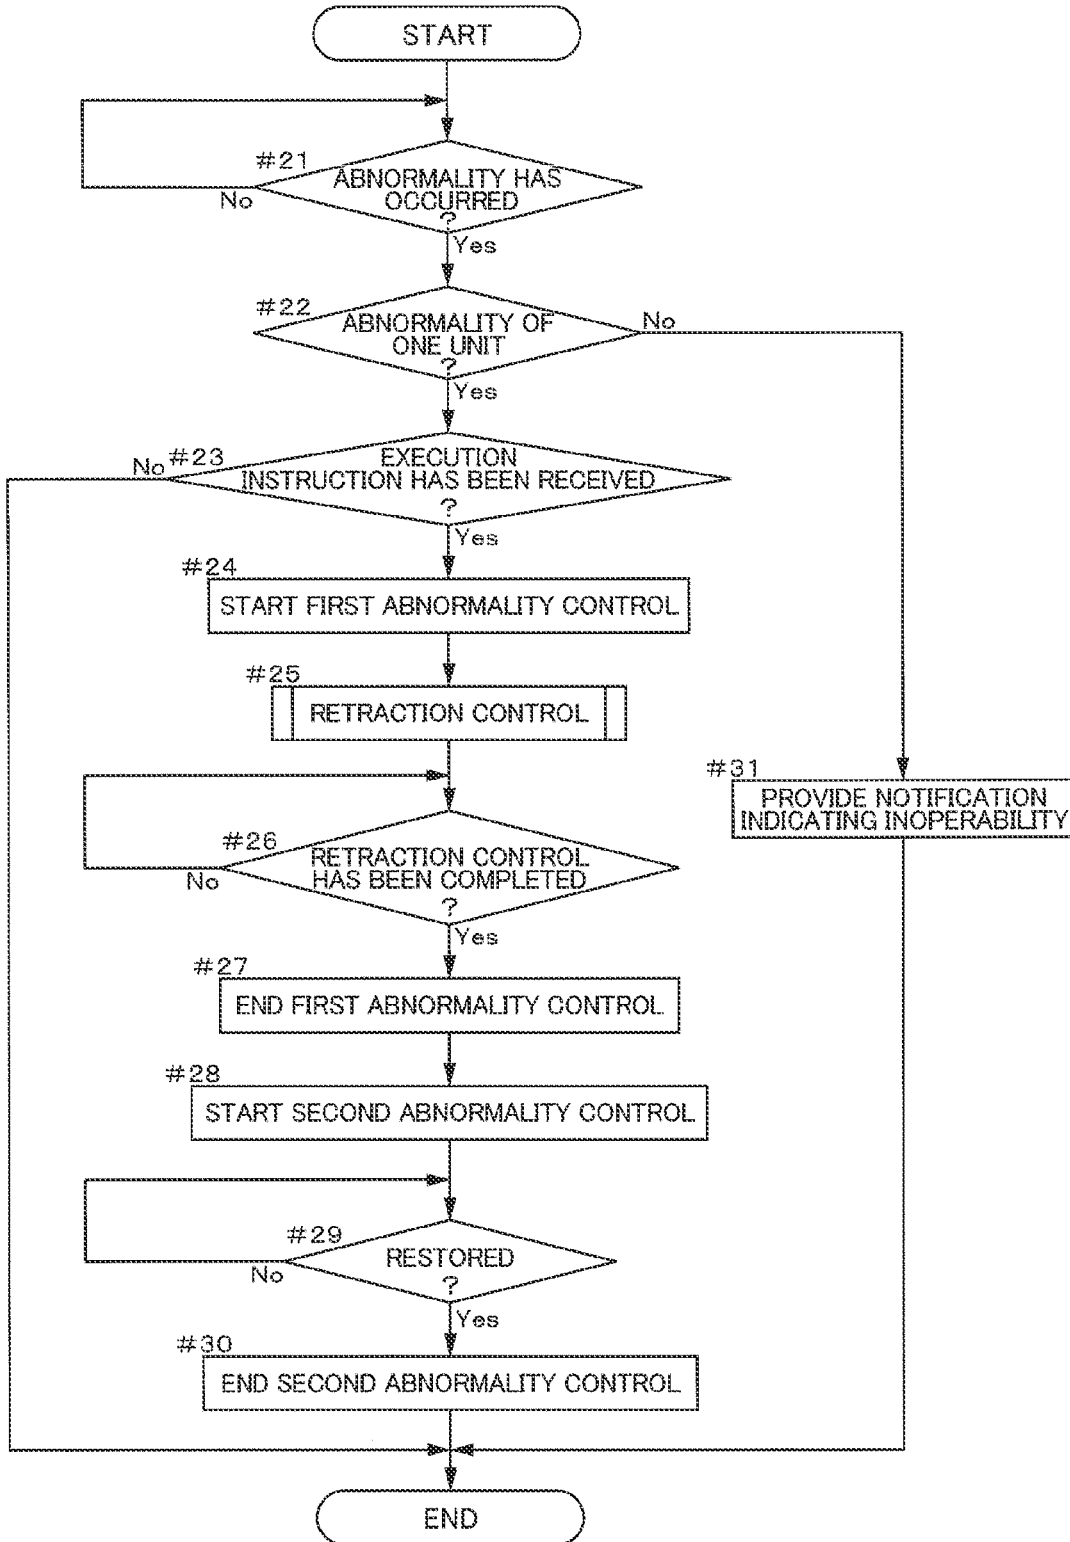 START
#21
ABNORMALITY HAS
OCCURRED
?
No
Yes
#22
ABNORMALITY OF
ONE UNIT
?
No
Yes
#23
EXECUTION
INSTRUCTION HAS BEEN RECEIVED
?
No
Yes
#24
START FIRST ABNORMALITY CONTROL
#25
RETRACTION CONTROL
#31
PROVIDE NOTIFICATION
INDICATING INOPERABILITY
#26
RETRACTION CONTROL
HAS BEEN COMPLETED
?
No
Yes
#27
END FIRST ABNORMALITY CONTROL
#28
START SECOND ABNORMALITY CONTROL
#29
RESTORED
?
No
Yes
#30
END SECOND ABNORMALITY CONTROL
END